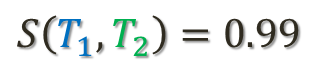 S(T₁, T₂) = 0.99